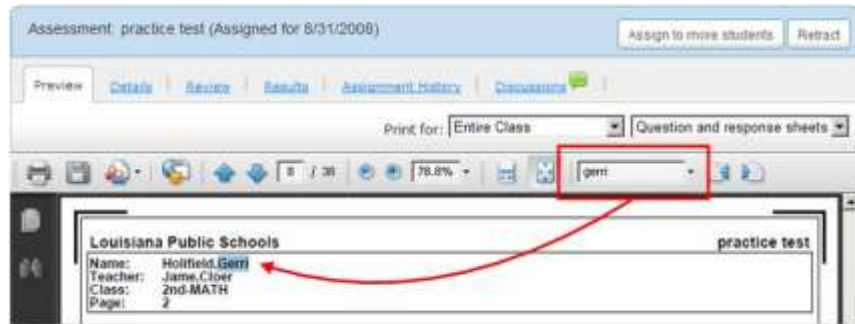 Assessment: practice test (Assigned for 8/31/2008)
Assign to more students Retract
Preview Details Review Results Assignment History Discussions
Print for: Entire Class Question and response sheets
8 / 38 78.8% gerri
Louisiana Public Schools practice test
Name: Holifield,Gerri
Teacher: Jame.Cloer
Class: 2nd-MATH
Page: 2